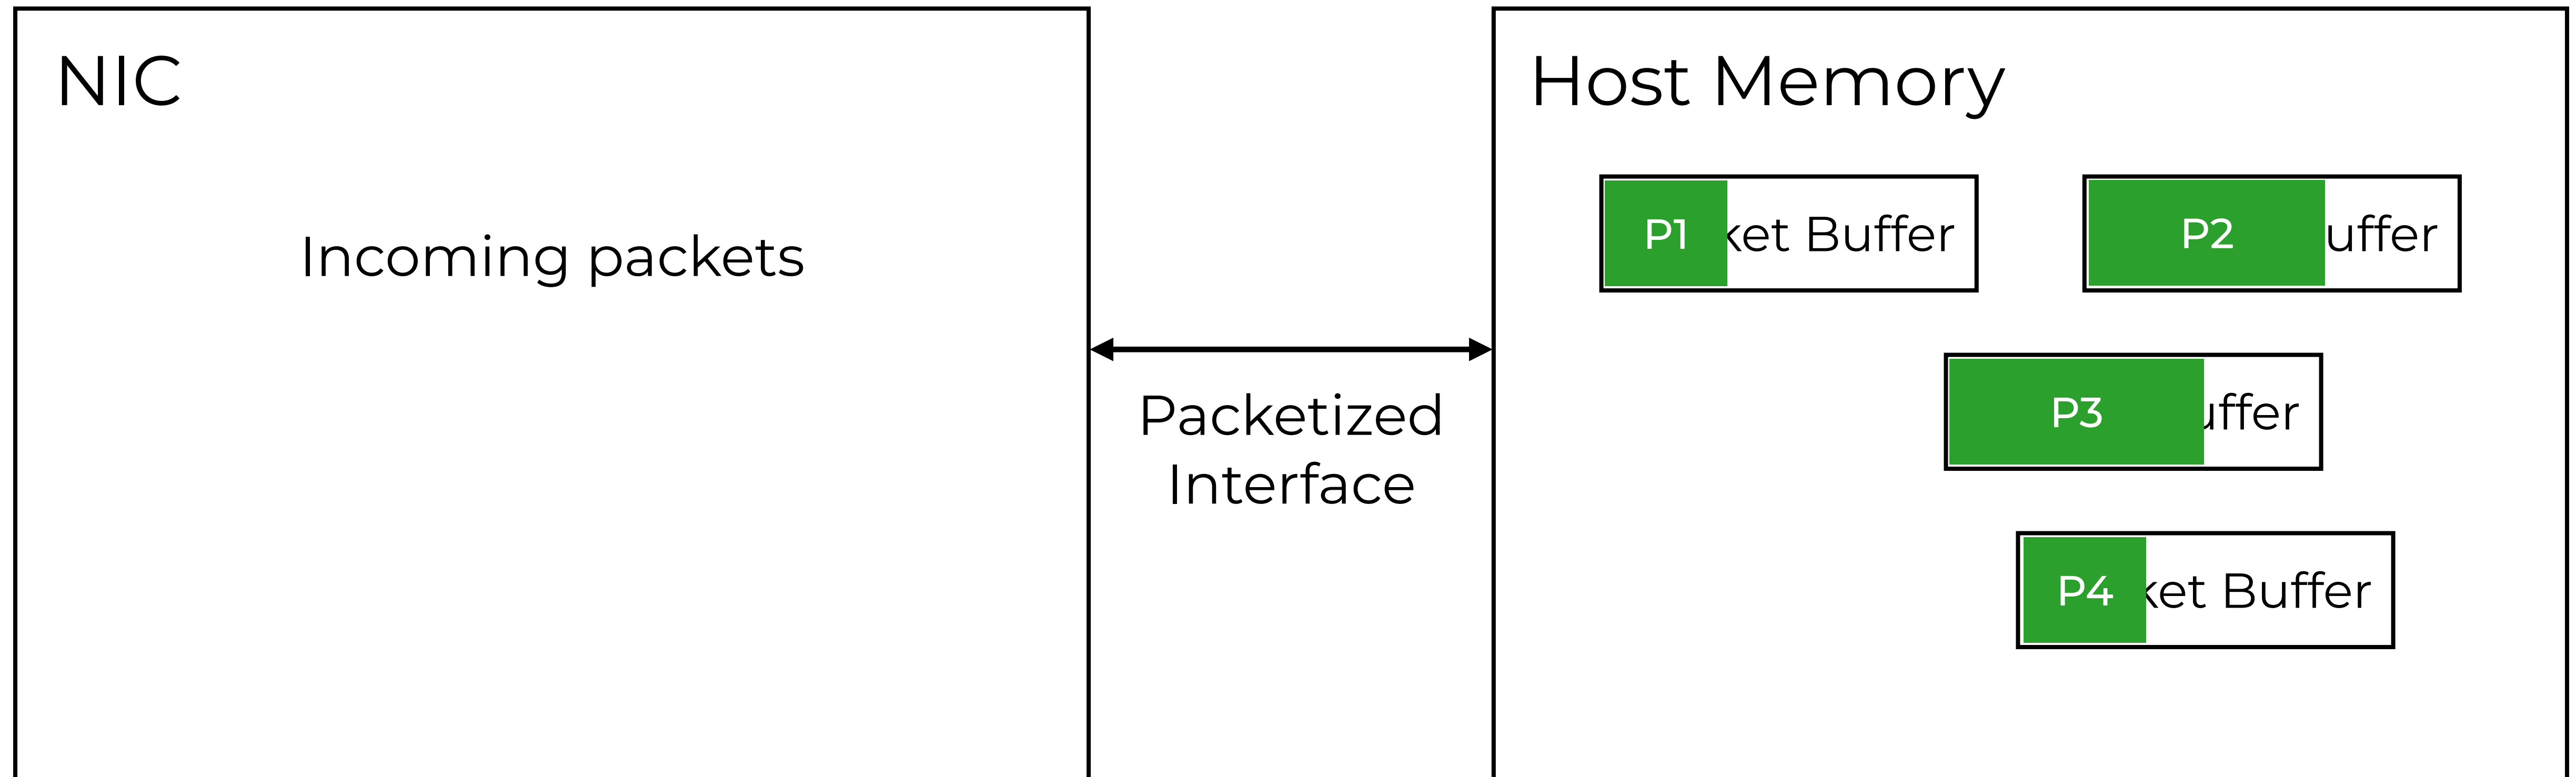 NIC
Host Memory
Incoming packets
P1 ket Buffer
P2 uffer
P3 uffer
P4 ket Buffer
Packetized
Interface